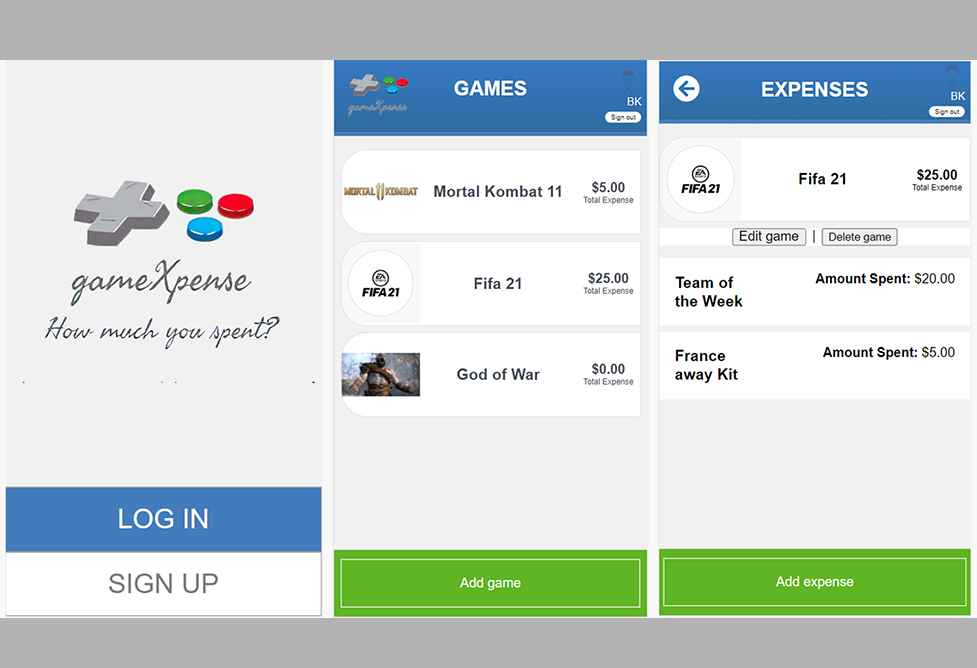 gameXpense
How much you spent?
LOG IN
SIGN UP
gameXpense
GAMES
BK
Sign out
MORTAL KOMBAT 11
Mortal Kombat 11
$5.00
Total Expense
EA
SPORTS
FIFA 21
Fifa 21
$25.00
Total Expense
God of War
$0.00
Total Expense
Add game
EXPENSES
BK
Sign out
EA
SPORTS
FIFA 21
Fifa 21
$25.00
Total Expense
Edit game | Delete game
Team of
the Week
Amount Spent: $20.00
France
away Kit
Amount Spent: $5.00
Add expense